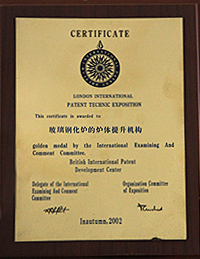 CERTIFICATE
LONDON INTERNATIONAL
PATENT TECHNIC EXPOSITION
This certificate is awarded to
玻璃钢化炉的炉体提升机构
golden medal by the International Examining And
Comment Committee,
British International Patent
Development Center
Delegate of the International
Examining And Comment
Committee
Organization Committee
of Exposition
Inautumn,2002